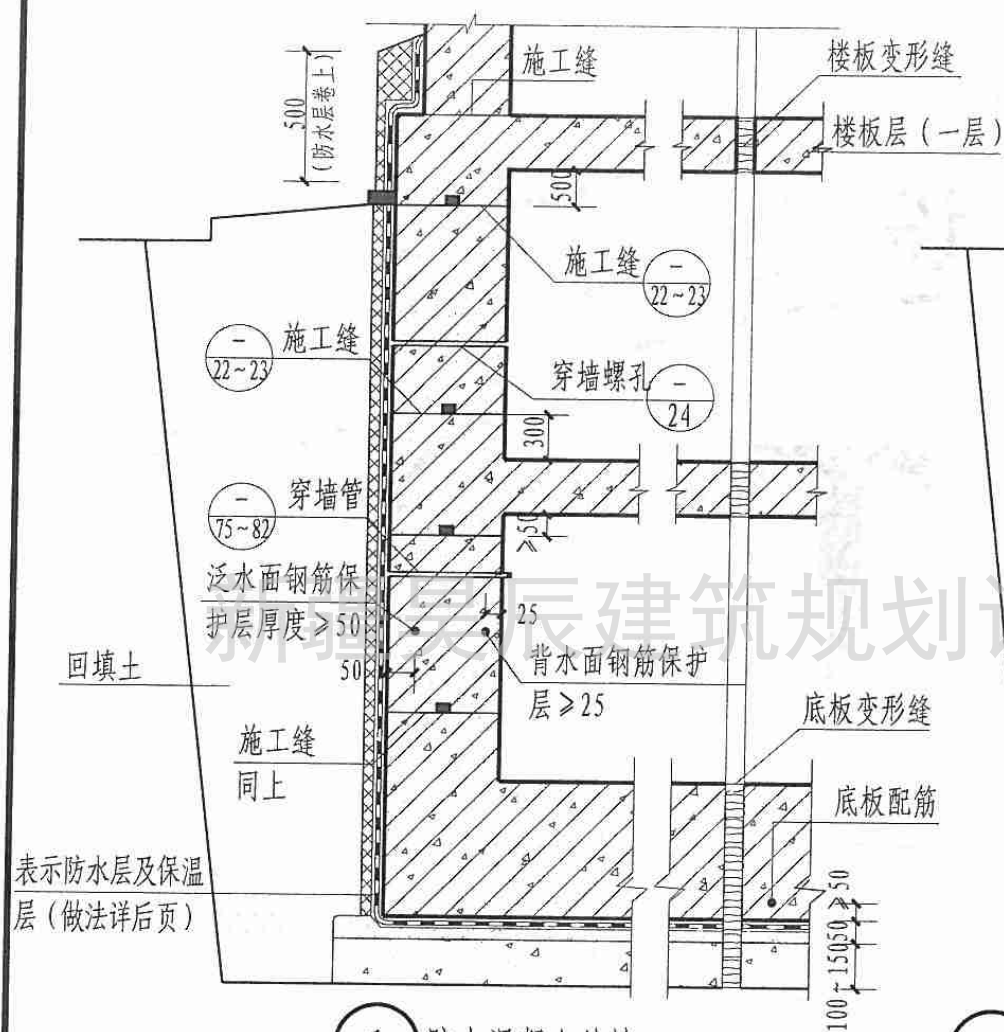 施工缝
楼板变形缝
500
(防水层卷上)
楼板层(一层)
500
施工缝
—
22~23
—
22~23
施工缝
穿墙螺孔
—
24
300
—
75~82
穿墙管
≥50
泛水面钢筋保
护层厚度≥50
25
50
背水面钢筋保护
层≥25
回填土
新疆昊辰建筑规划
底板变形缝
施工缝
同上
底板配筋
表示防水层及保温
层(做法详后页)
≥50
50
100~150
1